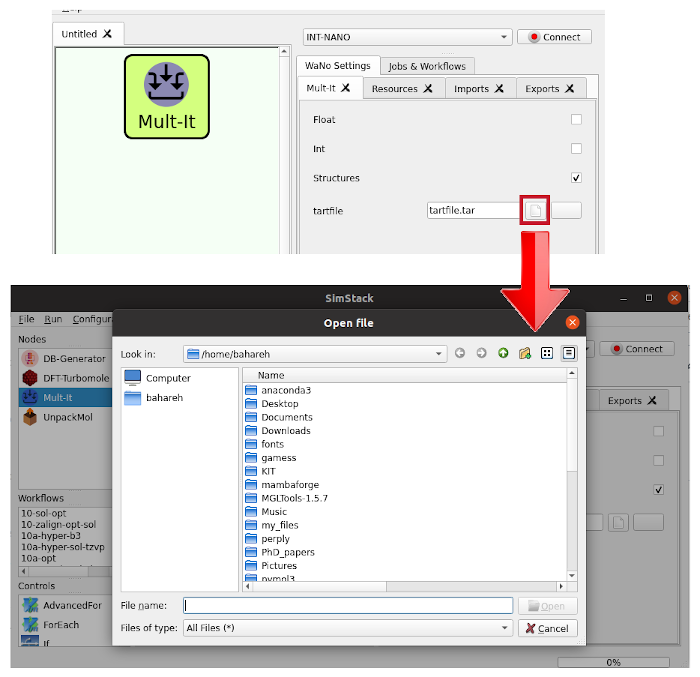 Untitled
Mult-It
INT-NANO
Connect
WaNo Settings
Jobs & Workflows
Mult-It
Resources
Imports
Exports
Float
Int
Structures
tartfile
tartfile.tar
SimStack
File Run Configura
Connect
Nodes
DB-Generator
DFT-Turbomole
Mult-It
UnpackMol
Exports
Workflows
10-sol-opt
10-zalign-opt-sol
10a-hyper-b3
10a-hyper-sol-tzvp
10a-opt
Controls
AdvancedFor
ForEach
If
0%
Open file
Look in:
/home/bahareh
Computer
bahareh
Name
anaconda3
Desktop
Documents
Downloads
fonts
gamess
KIT
mambaforge
MGLTools-1.5.7
Music
my_files
perply
PhD_papers
Pictures
pymol3
File name:
Open
Files of type:
All Files (*)
Cancel